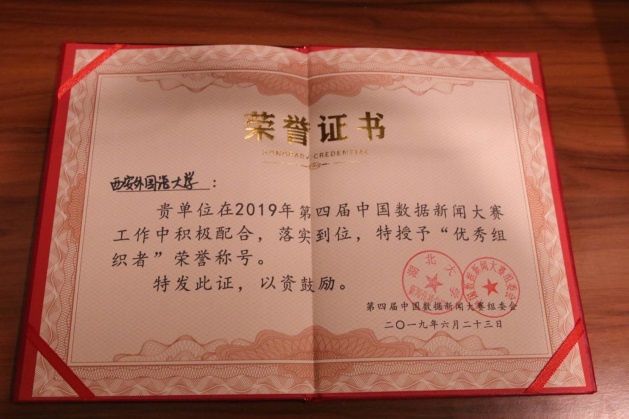 荣誉证书
HONORARY CREDENTIAL
西安外国语大学：
贵单位在2019年第四届中国数据新闻大赛
工作中积极配合，落实到位，特授予“优秀组
织者”荣誉称号。
特发此证，以资鼓励。
湖北大学
第四届中国数据新闻大赛组委会
二〇一九年六月二十三日